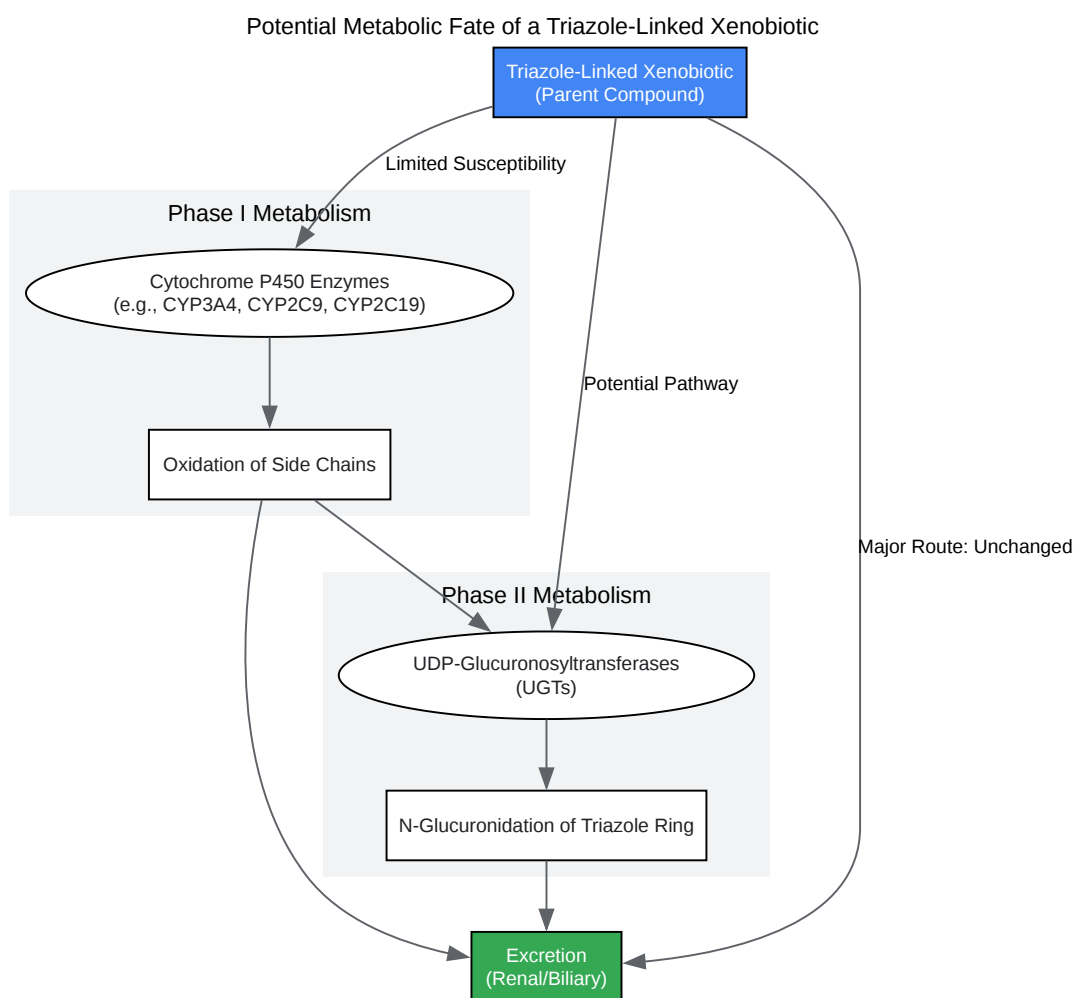 Potential Metabolic Fate of a Triazole-Linked Xenobiotic
Triazole-Linked Xenobiotic
(Parent Compound)
Limited Susceptibility
Phase I Metabolism
Cytochrome P450 Enzymes
(e.g., CYP3A4, CYP2C9, CYP2C19)
Potential Pathway
Oxidation of Side Chains
Major Route: Unchanged
Phase II Metabolism
UDP-Glucuronosyltransferases
(UGTs)
N-Glucuronidation of Triazole Ring
Excretion
(Renal/Biliary)